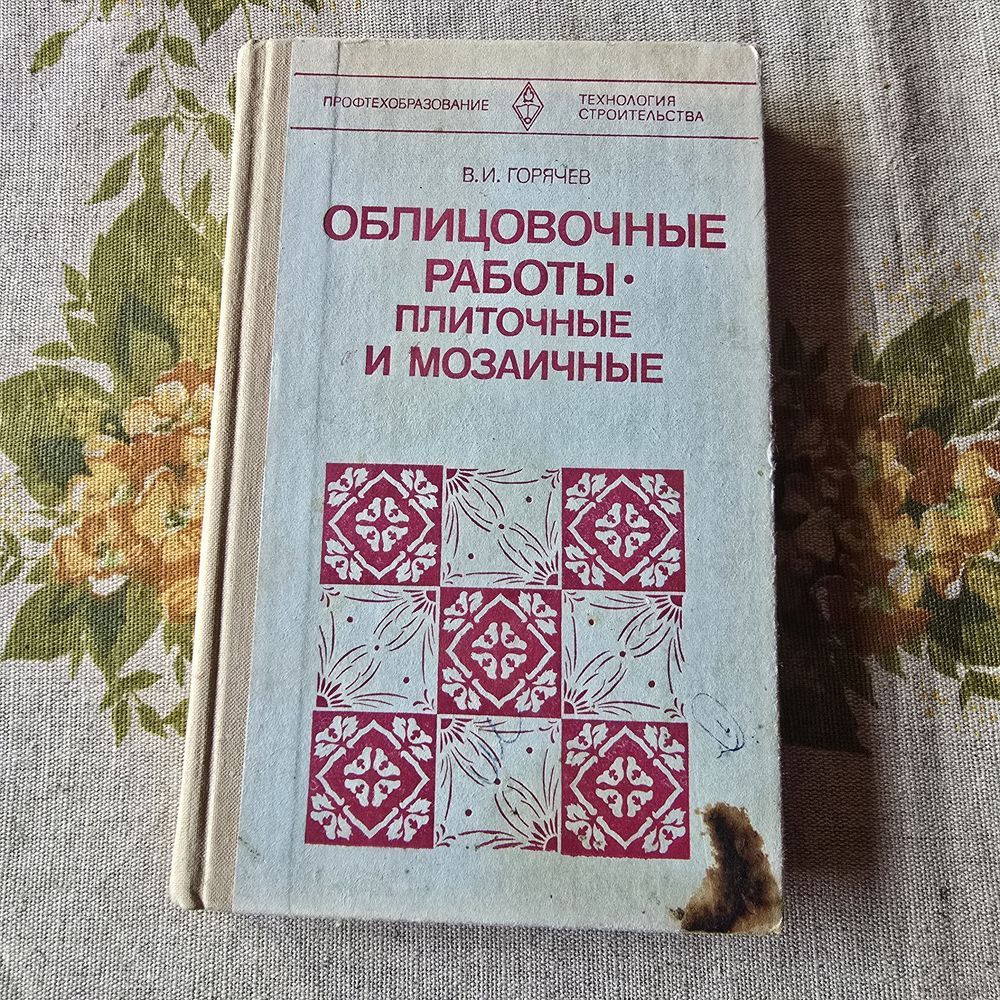 ПРОФТЕХОБРАЗОВАНИЕ
ТЕХНОЛОГИЯ
СТРОИТЕЛЬСТВА
В. И. ГОРЯЧЕВ
ОБЛИЦОВОЧНЫЕ
РАБОТЫ ·
ПЛИТОЧНЫЕ
И МОЗАИЧНЫЕ